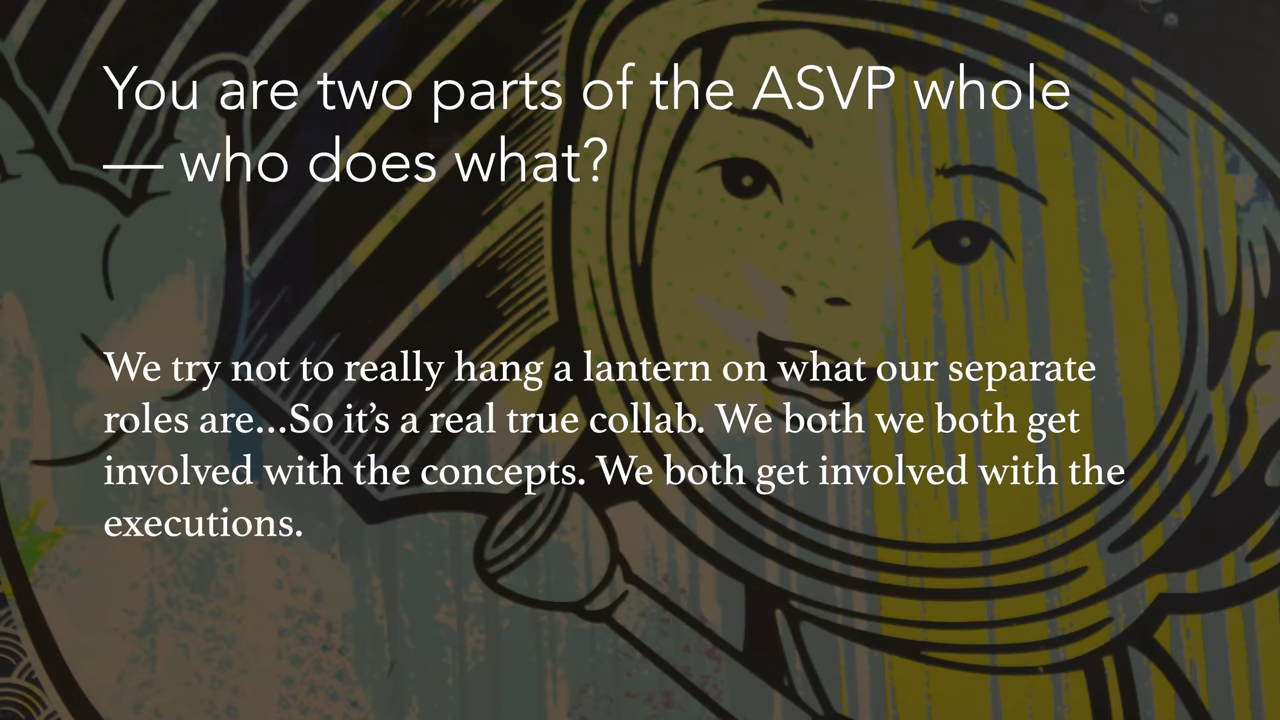 You are two parts of the ASVP whole
— who does what?
We try not to really hang a lantern on what our separate
roles are...So it’s a real true collab. We both we both get
involved with the concepts. We both get involved with the
executions.